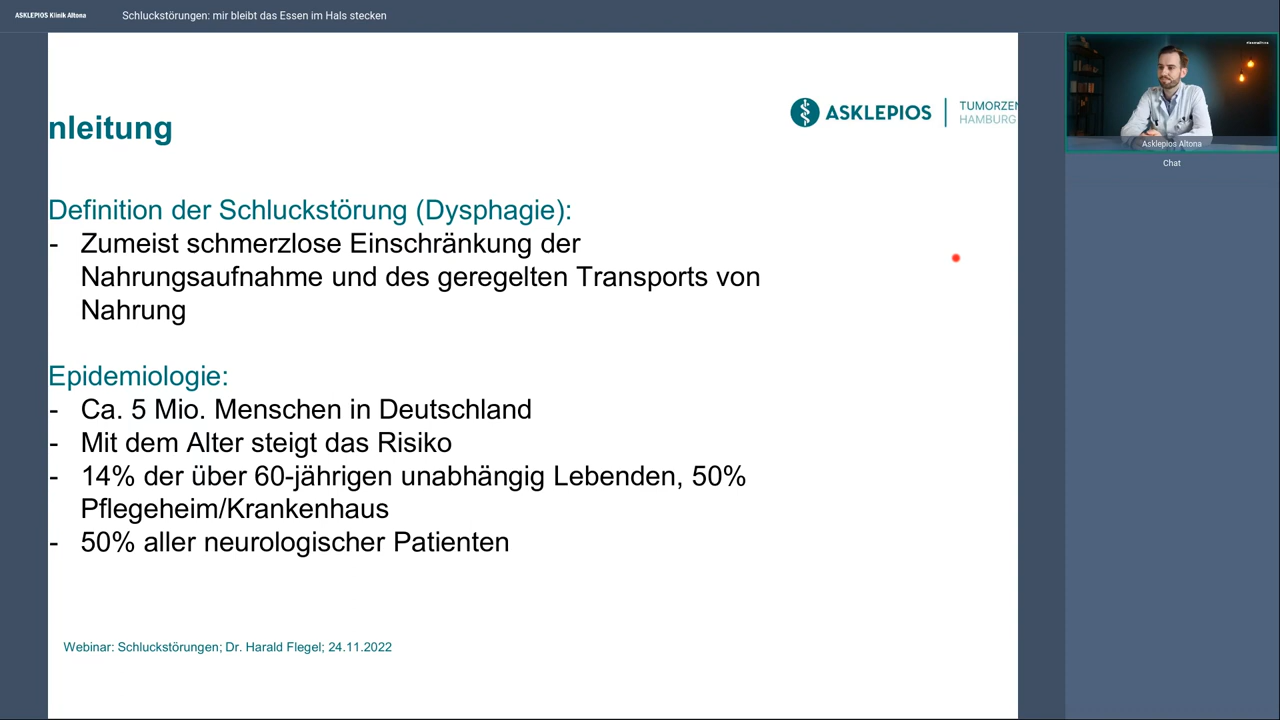 ASKLEPIOS Klinik Altona
Schluckstörungen: mir bleibt das Essen im Hals stecken
nleitung
ASKLEPIOS
TUMORZEN
HAMBURG
Definition der Schluckstörung (Dysphagie):
- Zumeist schmerzlose Einschränkung der
Nahrungsaufnahme und des geregelten Transports von
Nahrung
Epidemiologie:
- Ca. 5 Mio. Menschen in Deutschland
- Mit dem Alter steigt das Risiko
- 14% der über 60-jährigen unabhängig Lebenden, 50%
Pflegeheim/Krankenhaus
- 50% aller neurologischer Patienten
Webinar: Schluckstörungen; Dr. Harald Flegel; 24.11.2022
Asklepios Altona
Chat